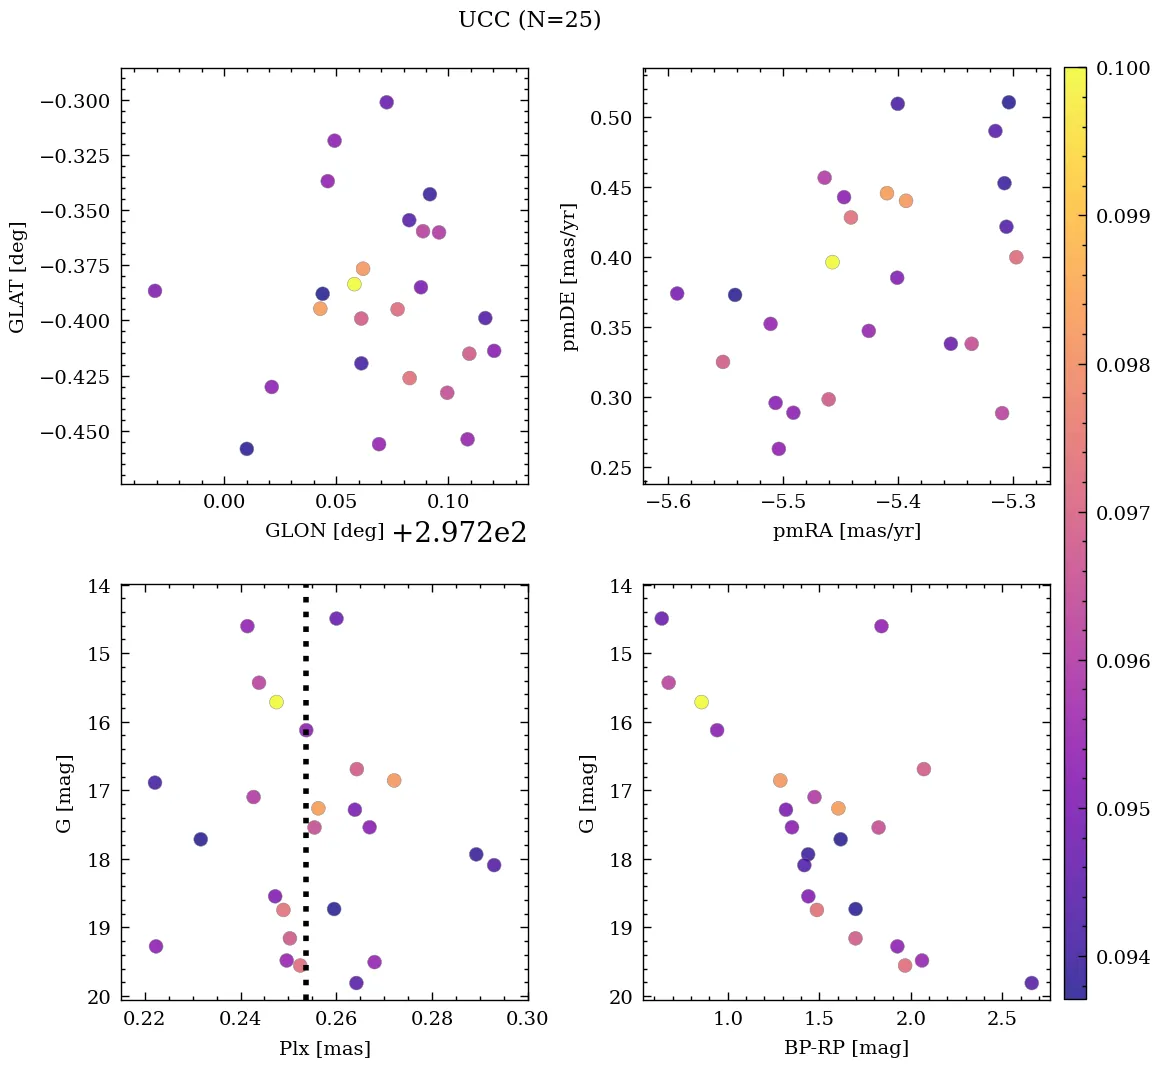 UCC (N=25)
−0.300
−0.325
−0.350
−0.375
−0.400
−0.425
−0.450
GLAT [deg]
0.00 0.05 0.10
GLON [deg] +2.972e2
0.50
0.45
0.40
0.35
0.30
0.25
pmDE [mas/yr]
−5.6 −5.5 −5.4 −5.3
pmRA [mas/yr]
0.100
0.099
0.098
0.097
0.096
0.095
0.094
14
15
16
17
18
19
20
G [mag]
0.22 0.24 0.26 0.28 0.30
Plx [mas]
14
15
16
17
18
19
20
G [mag]
1.0 1.5 2.0 2.5
BP-RP [mag]